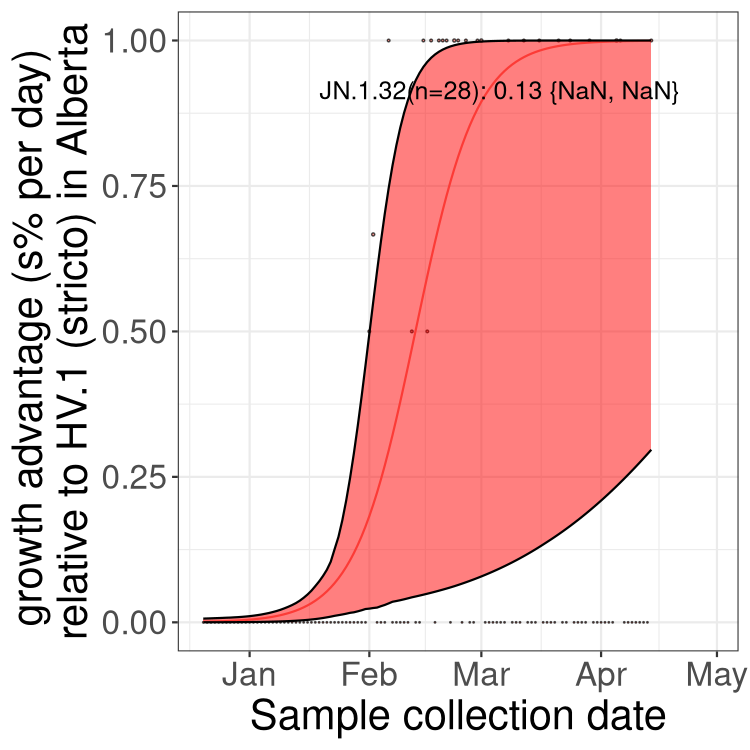 growth advantage (s% per day)
relative to HV.1 (stricto) in Alberta
1.00
0.75
0.50
0.25
0.00
JN.1.32(n=28): 0.13 {NaN, NaN}
Jan Feb Mar Apr May
Sample collection date